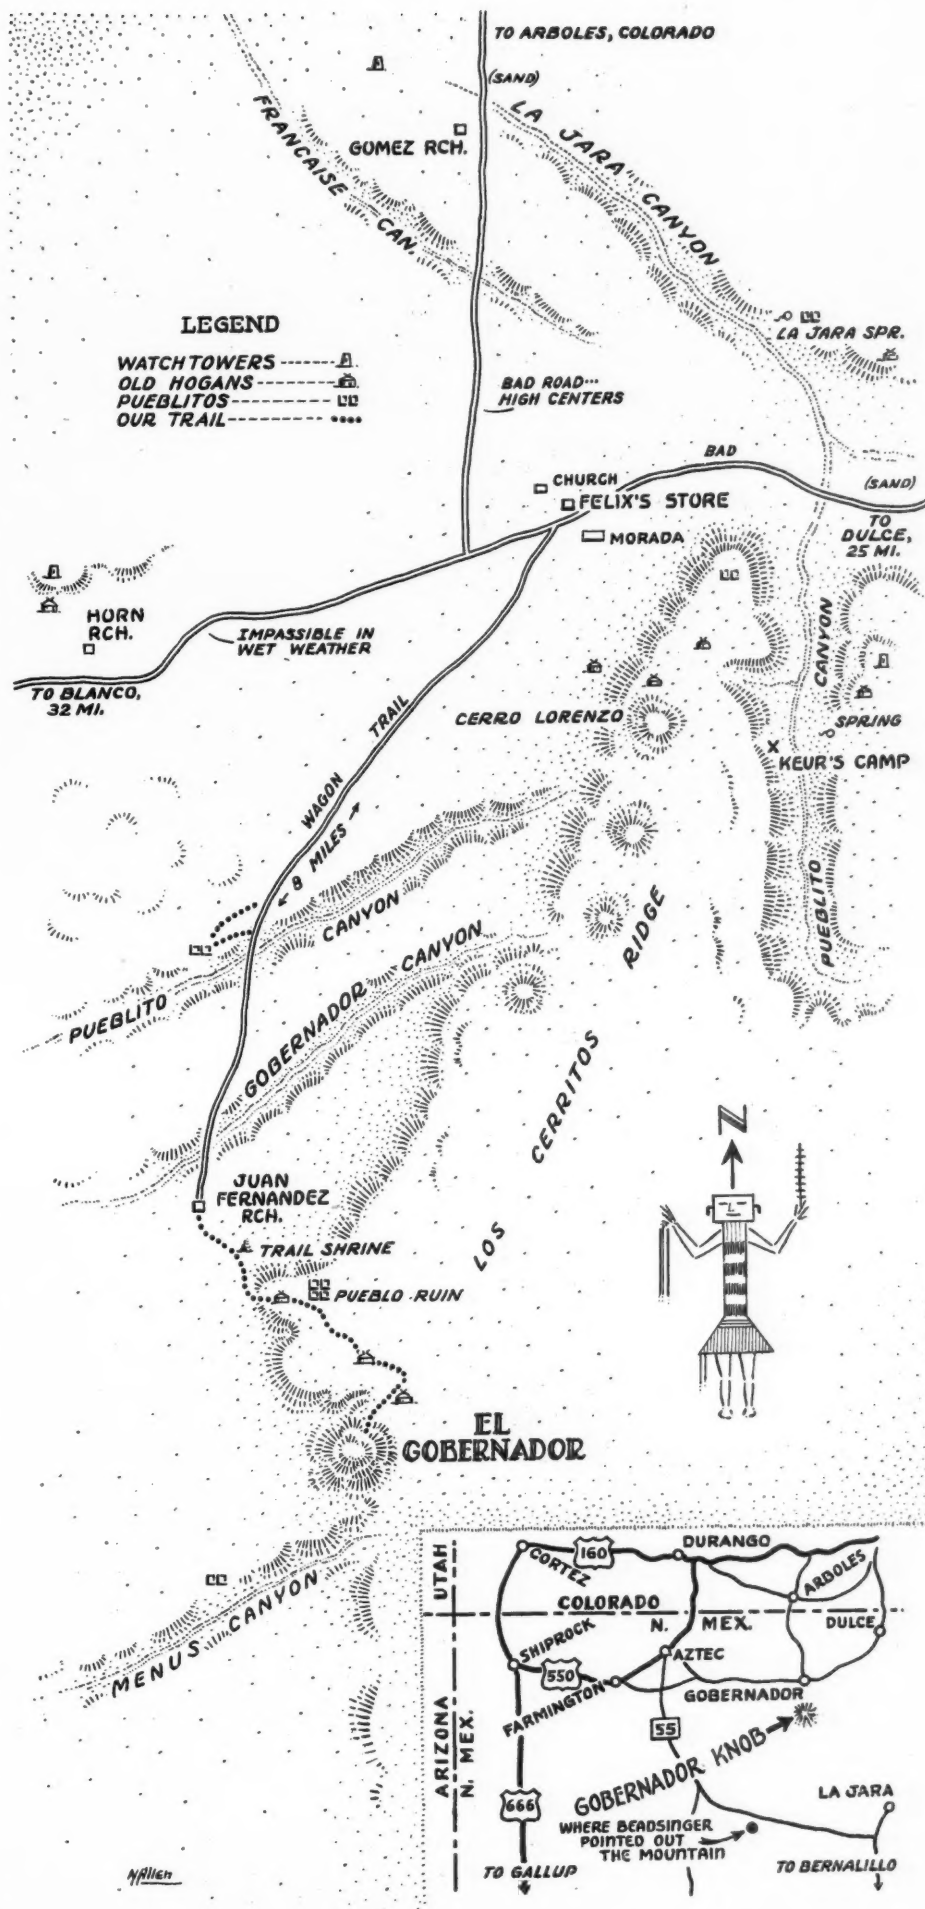 TO ARBOLES, COLORADO
(SAND)
LA JARA CANYON
FRANCAISE CAN.
GOMEZ RCH.
LEGEND
WATCHTOWERS
OLD HOGANS
PUEBLITOS
OUR TRAIL
LA JARA SPR.
BAD ROAD...
HIGH CENTERS
BAD
(SAND)
CHURCH
FELIX'S STORE
MORADA
TO
DULCE,
25 MI.
HORN
RCH.
IMPASSIBLE IN
WET WEATHER
TO BLANCO,
32 MI.
WAGON TRAIL
8 MILES
CERRO LORENZO
SPRING
KEUR'S CAMP
PUEBLITO CANYON
PUEBLITO CANYON
GOBERNADOR CANYON
LOS CERRITOS RIDGE
N
JUAN
FERNANDEZ
RCH.
TRAIL SHRINE
PUEBLO RUIN
EL
GOBERNADOR
MENUS CANYON
UTAH
ARIZONA
N. MEX.
CORTEZ
160
DURANGO
ARBOLES
COLORADO
N. MEX.
DULCE
SHIPROCK
AZTEC
550
FARMINGTON
GOBERNADOR
55
GOBERNADOR KNOB
666
LA JARA
WHERE BEADSINGER
POINTED OUT
THE MOUNTAIN
TO GALLUP
TO BERNALILLO
NAllen